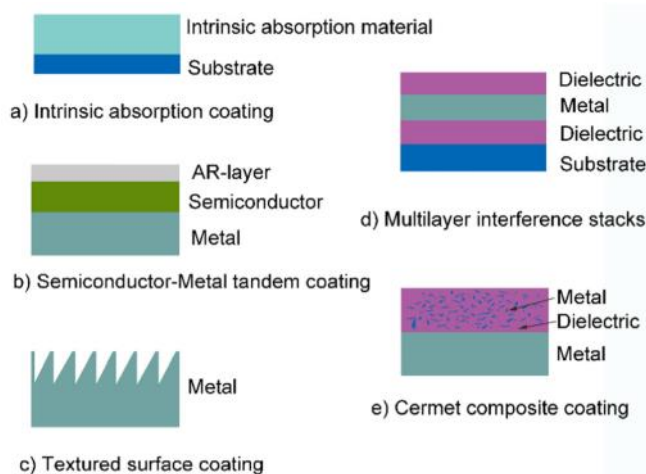 Intrinsic absorption material
Substrate
a) Intrinsic absorption coating
AR-layer
Semiconductor
Metal
b) Semiconductor-Metal tandem coating
Metal
c) Textured surface coating
Dielectric
Metal
Dielectric
Substrate
d) Multilayer interference stacks
Metal
Dielectric
Metal
e) Cermet composite coating